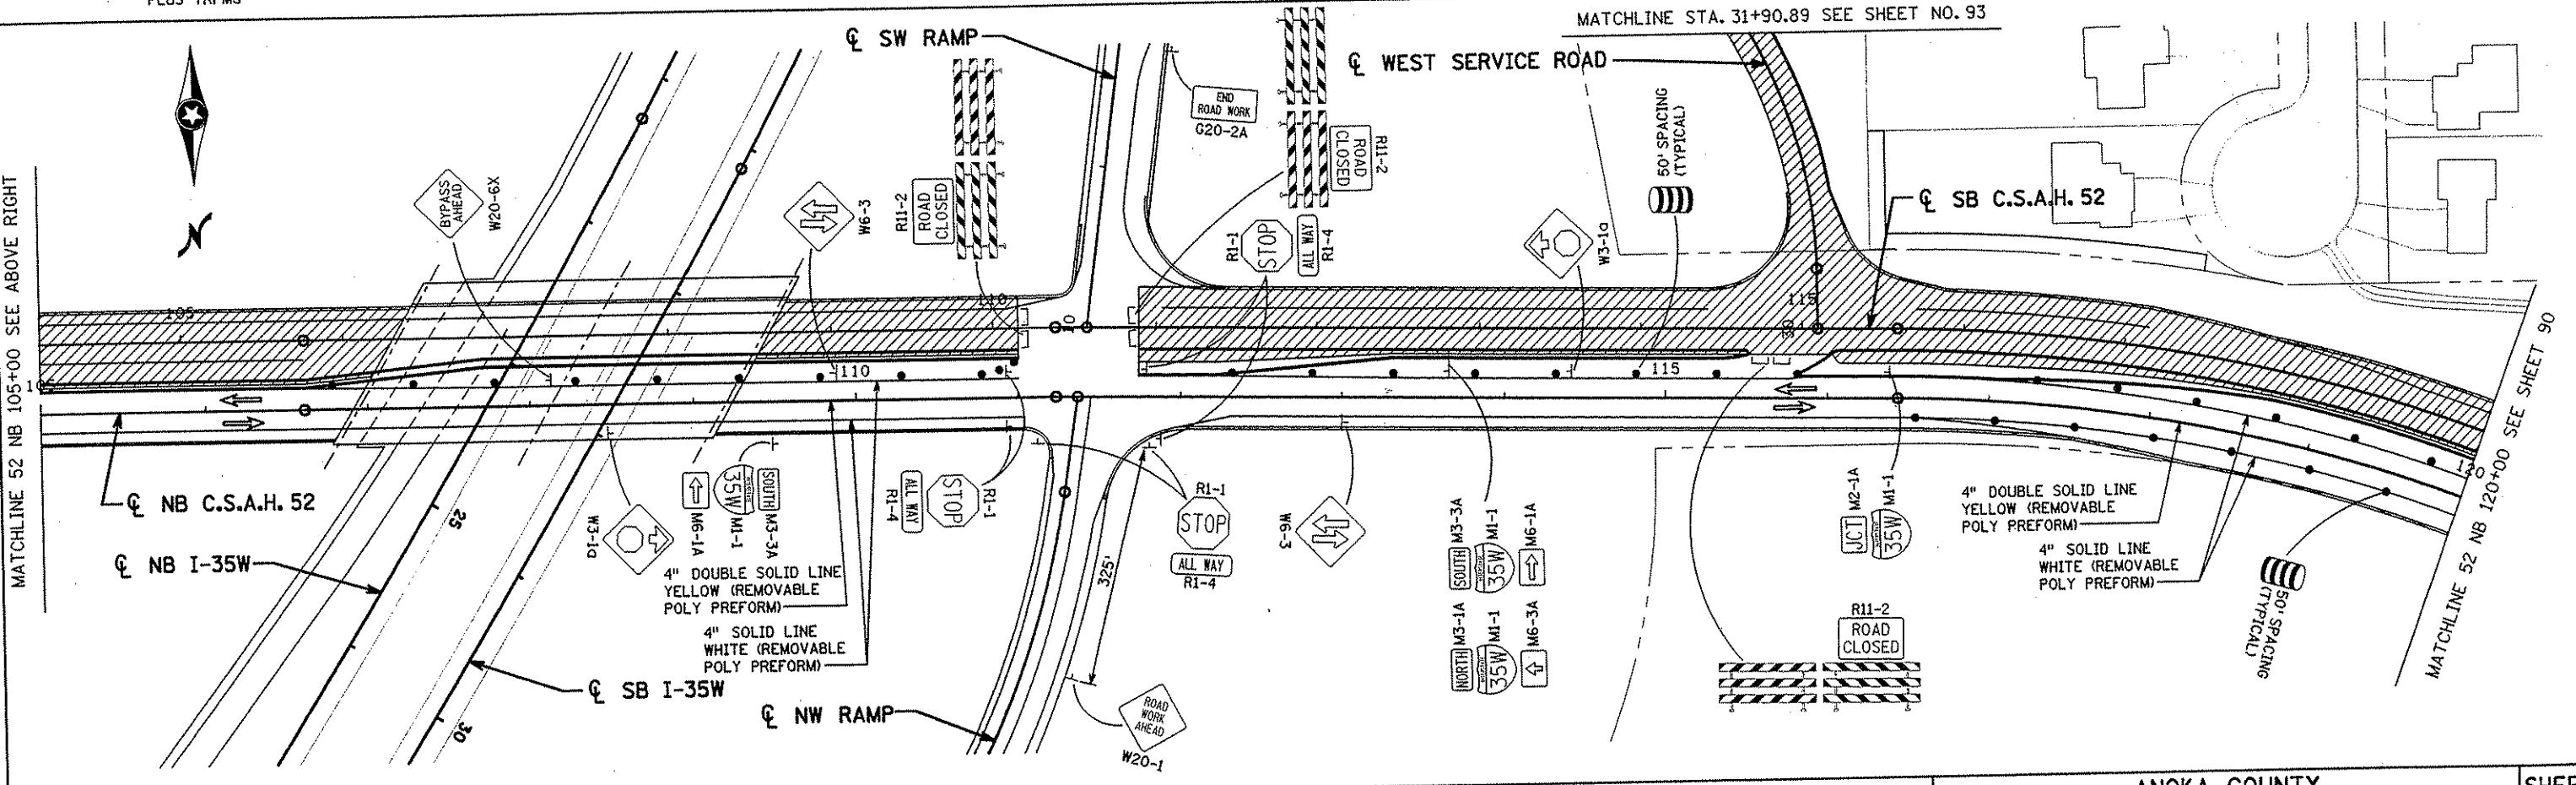 MATCHLINE STA. 31+90.89 SEE SHEET NO. 93
℄ SW RAMP
℄ WEST SERVICE ROAD
END
ROAD WORK
G20-2A
R11-2
ROAD
CLOSED
50' SPACING
(TYPICAL)
BYPASS
AHEAD
W20-6X
W6-3
R11-2
ROAD
CLOSED
R1-1
STOP
ALL WAY
R1-4
W3-1a
℄ SB C.S.A.H. 52
N
MATCHLINE 52 NB 105+00 SEE ABOVE RIGHT
105
110
10
115
30
105
110
115
120
℄ NB C.S.A.H. 52
℄ NB I-35W
25
℄ SB I-35W
30
℄ NW RAMP
W3-1a
M6-1A
35W
M1-1
SOUTH
M3-3A
R1-4
ALL WAY
STOP
R1-1
4" DOUBLE SOLID LINE
YELLOW (REMOVABLE
POLY PREFORM)
4" SOLID LINE
WHITE (REMOVABLE
POLY PREFORM)
325'
R1-1
STOP
ALL WAY
R1-4
ROAD
WORK
AHEAD
W20-1
W6-3
SOUTH M3-3A
35W M1-1
M6-1A
NORTH M3-1A
35W M1-1
M6-3A
JCT M2-1A
35W M1-1
R11-2
ROAD
CLOSED
4" DOUBLE SOLID LINE
YELLOW (REMOVABLE
POLY PREFORM)
4" SOLID LINE
WHITE (REMOVABLE
POLY PREFORM)
50' SPACING
(TYPICAL)
MATCHLINE 52 NB 120+00 SEE SHEET 90
ANOKA COUNTY